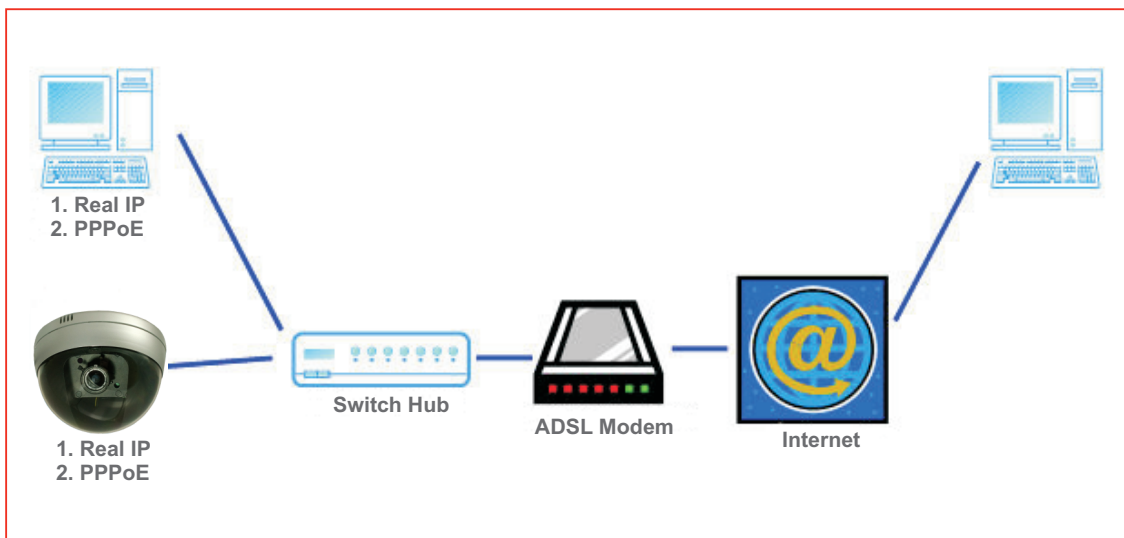 1. Real IP
2. PPPoE
1. Real IP
2. PPPoE
Switch Hub
ADSL Modem
@
Internet